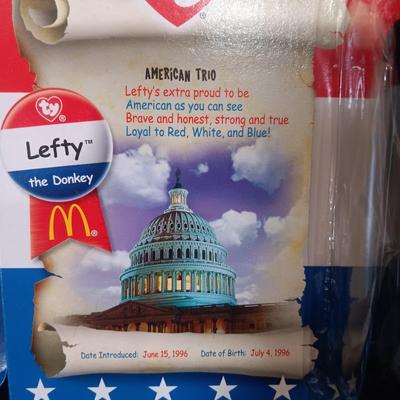 ®
AMERICAN TRIO
Lefty's extra proud to be
American as you can see
Brave and honest, strong and true
Loyal to Red, White, and Blue!
ty®
Lefty™
the Donkey
M®
Date Introduced: June 15, 1996 Date of Birth: July 4, 1996